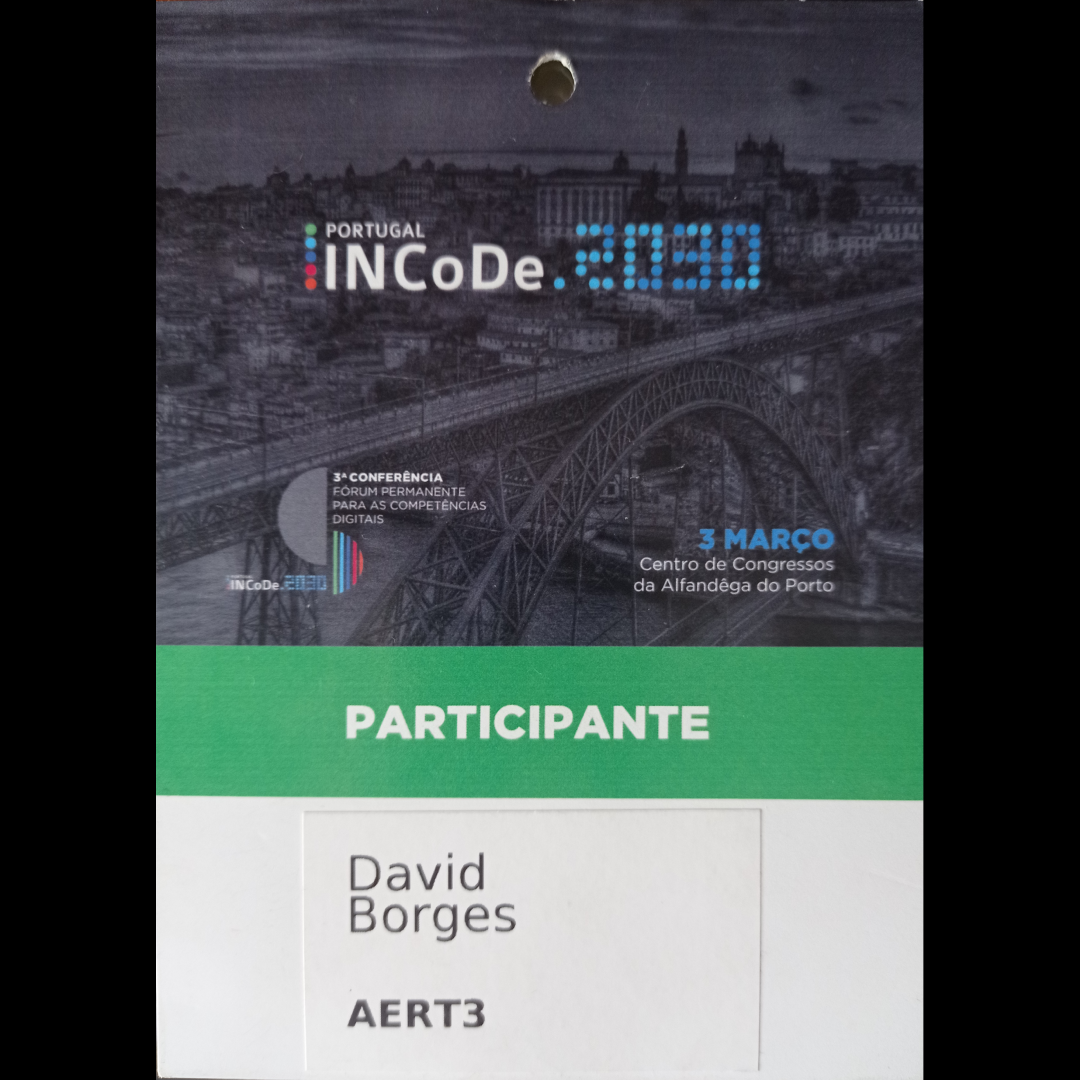 PORTUGAL
INCoDe.2030
3ª CONFERÊNCIA
FÓRUM PERMANENTE
PARA AS COMPETÊNCIAS
DIGITAIS
INCoDe.2030
3 MARÇO
Centro de Congressos
da Alfandêga do Porto
PARTICIPANTE
David
Borges
AERT3